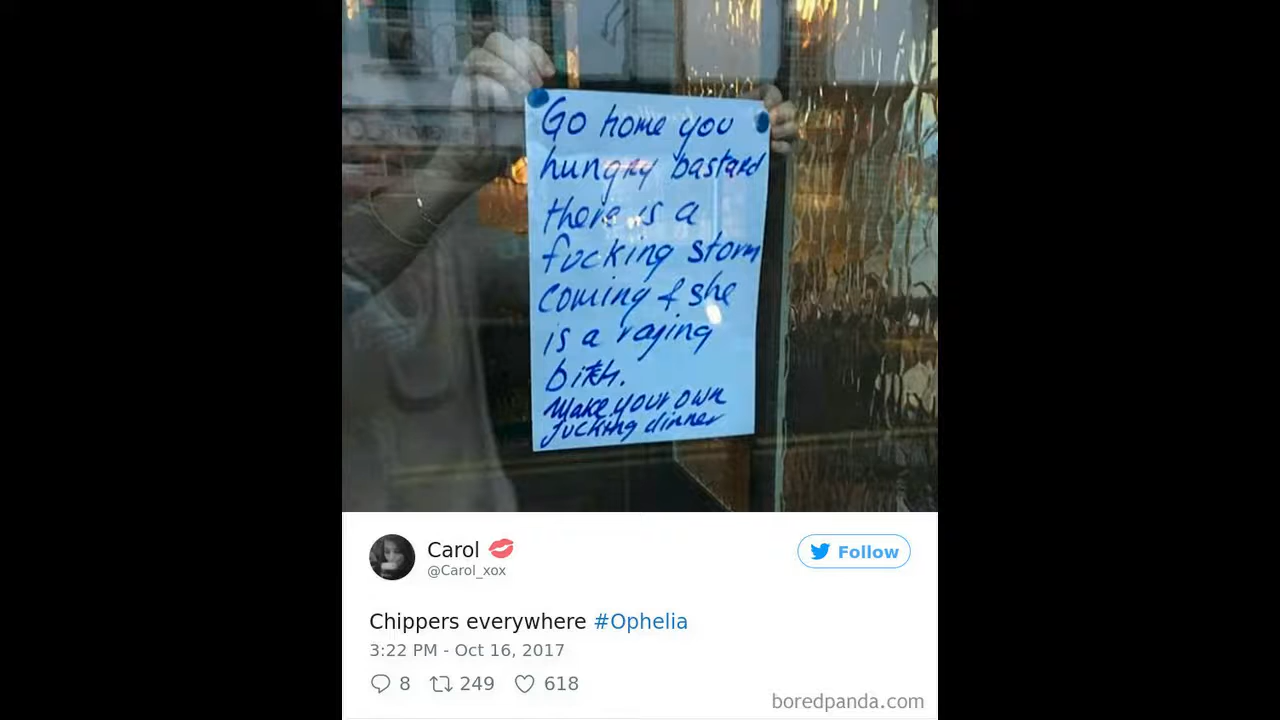 Go home you
hungry bastard
there is a
fucking storm
coming & she
is a raging
bitch.
Make your own
fucking dinner
Carol
@Carol_xox
Follow
Chippers everywhere #Ophelia
3:22 PM - Oct 16, 2017
8 249 618
boredpanda.com